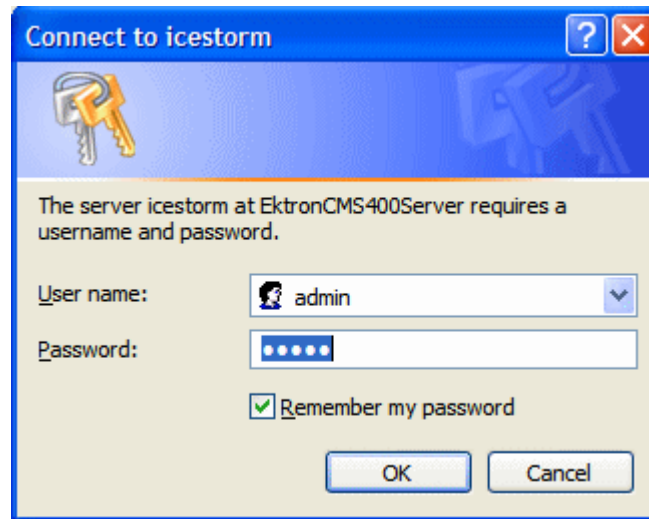 Connect to icestorm
The server icestorm at EktronCMS400Server requires a
username and password.
User name:
admin
Password:
•••••
Remember my password
OK
Cancel